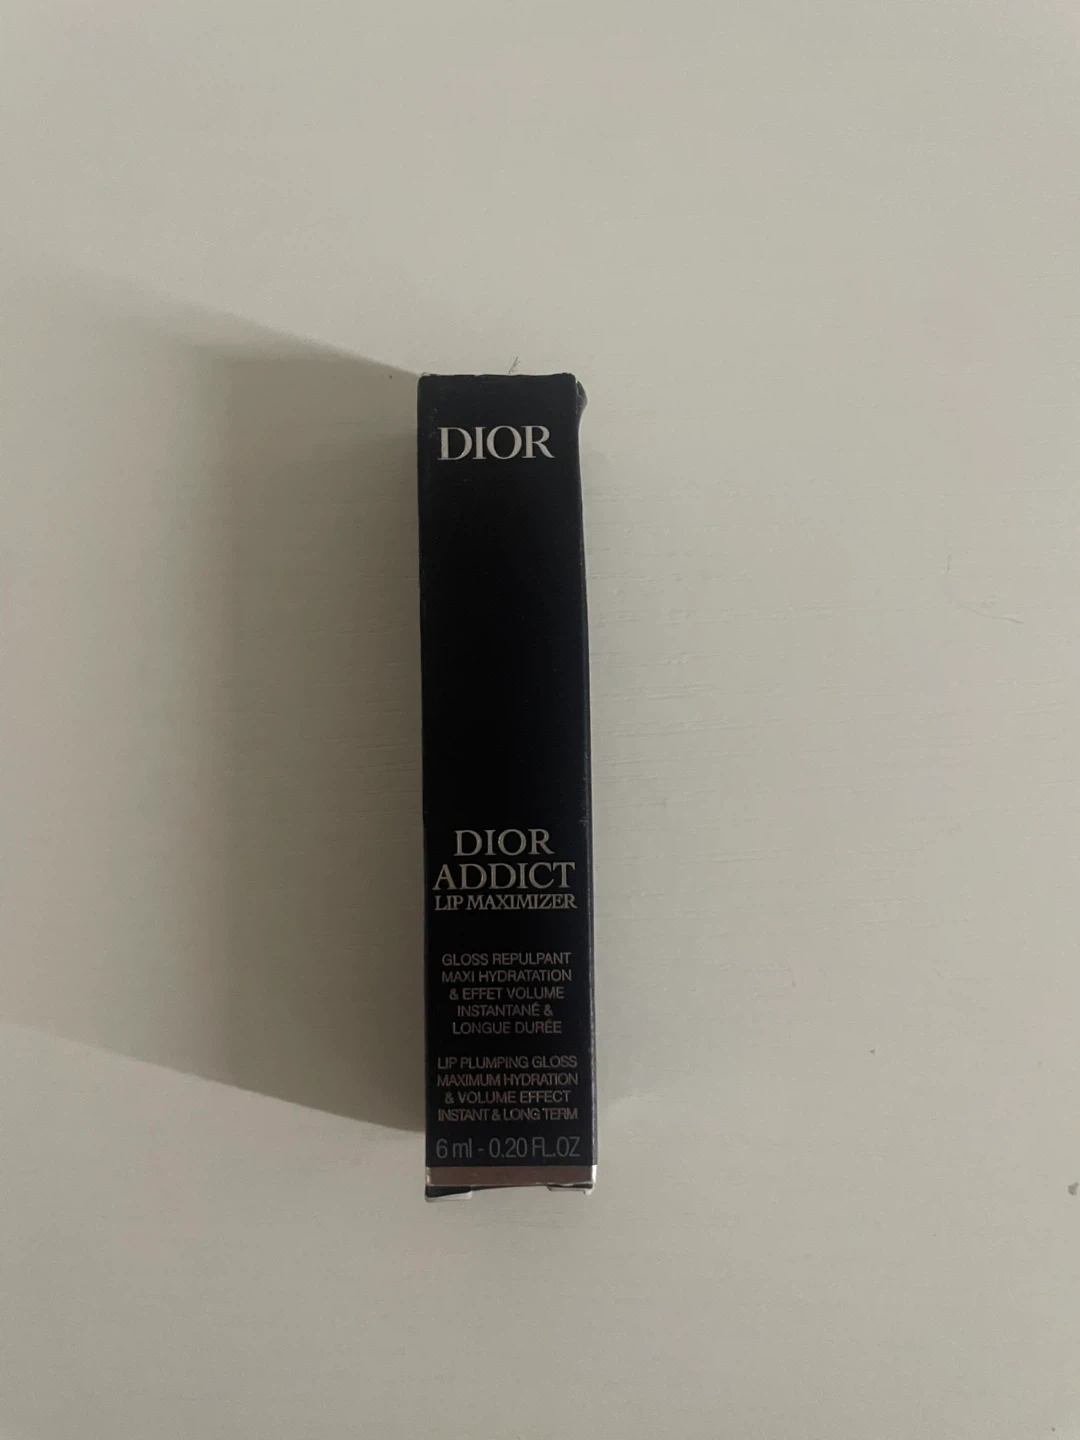 DIOR
DIOR
ADDICT
LIP MAXIMIZER
GLOSS REPULPANT
MAXI HYDRATATION
& EFFET VOLUME
INSTANTANÉ &
LONGUE DURÉE
LIP PLUMPING GLOSS
MAXIMUM HYDRATION
& VOLUME EFFECT
INSTANT & LONG TERM
6 ml - 0.20 FL.OZ